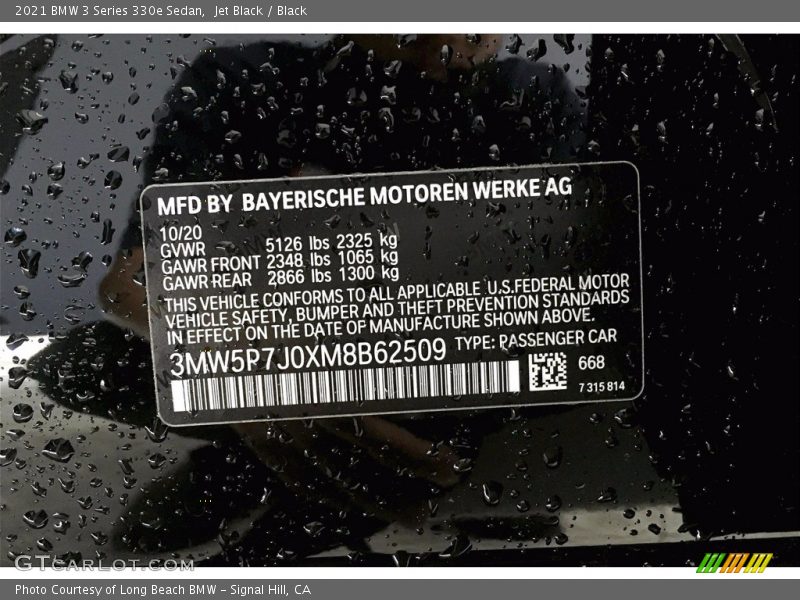 2021 BMW 3 Series 330e Sedan, Jet Black / Black
MFD BY BAYERISCHE MOTOREN WERKE AG
10/20
GVWR 5126 lbs 2325 kg
GAWR FRONT 2348 lbs 1065 kg
GAWR REAR 2866 lbs 1300 kg
THIS VEHICLE CONFORMS TO ALL APPLICABLE U.S.FEDERAL MOTOR
VEHICLE SAFETY, BUMPER AND THEFT PREVENTION STANDARDS
IN EFFECT ON THE DATE OF MANUFACTURE SHOWN ABOVE.
3MW5P7J0XM8B62509 TYPE: PASSENGER CAR
668
7 315 814
GTCarLot.com
Photo Courtesy of Long Beach BMW - Signal Hill, CA